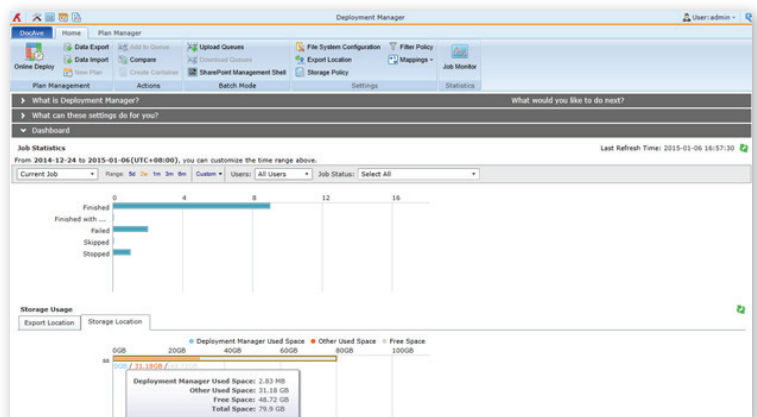 Deployment Manager
User: admin
DocAve Home Plan Manager
Online Deploy
Data Export
Data Import
New Plan
Add to Queue
Compare
Create Container
Upload Queues
Download Queues
SharePoint Management Shell
File System Configuration
Export Location
Storage Policy
Filter Policy
Mappings
Job Monitor
Plan Management Actions Batch Mode Settings Statistics
What is Deployment Manager? What would you like to do next?
What can these settings do for you?
Dashboard
Job Statistics Last Refresh Time: 2015-01-06 16:57:30
From 2014-12-24 to 2015-01-06(UTC+08:00), you can customize the time range above.
Current Job Range: 5d 2w 1m 3m 6m Custom Users: All Users Job Status: Select All
0 4 8 12 16
Finished
Finished with ...
Failed
Skipped
Stopped
Storage Usage
Export Location Storage Location
Deployment Manager Used Space Other Used Space Free Space
0GB 20GB 40GB 60GB 80GB 100GB
0GB / 31.18GB /
Deployment Manager Used Space: 2.83 MB
Other Used Space: 31.18 GB
Free Space: 48.72 GB
Total Space: 79.9 GB